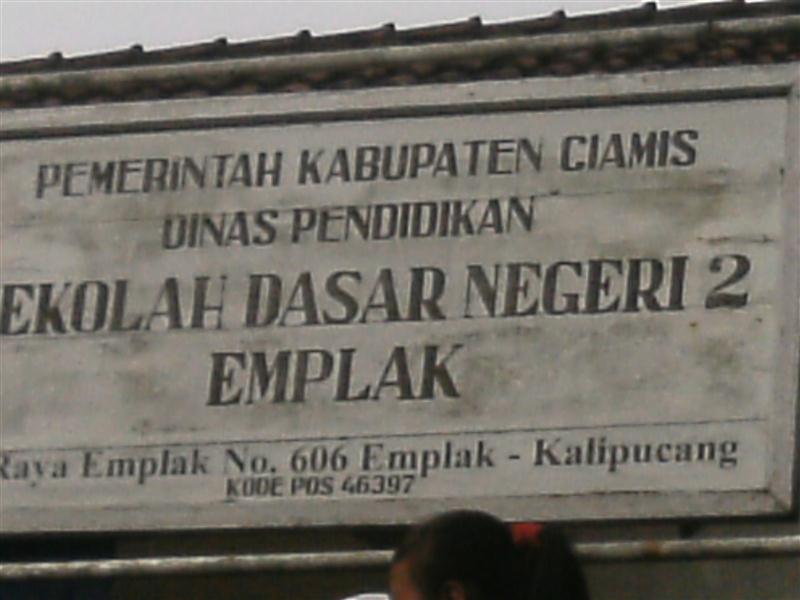 PEMERINTAH KABUPATEN CIAMIS
DINAS PENDIDIKAN
EKOLAH DASAR NEGERI 2
EMPLAK
Raya Emplak No. 606 Emplak - Kalipucang
KODE POS 46397